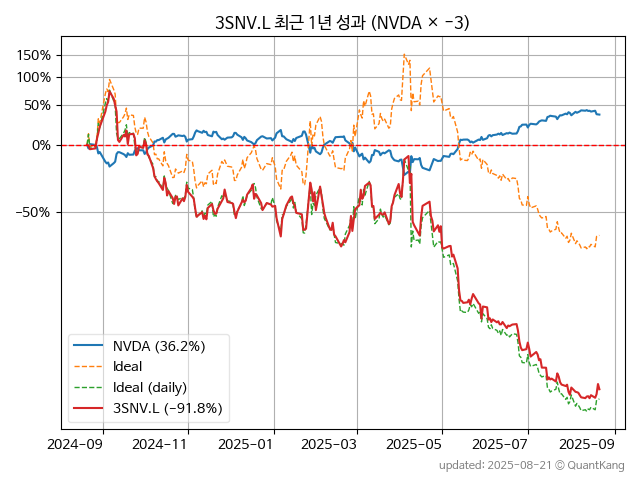 3SNV.L 최근 1년 성과 (NVDA × −3)
150%
100%
50%
0%
−50%
NVDA (36.2%)
Ideal
Ideal (daily)
3SNV.L (−91.8%)
2024-09 2024-11 2025-01 2025-03 2025-05 2025-07 2025-09
updated: 2025-08-21 © QuantKang